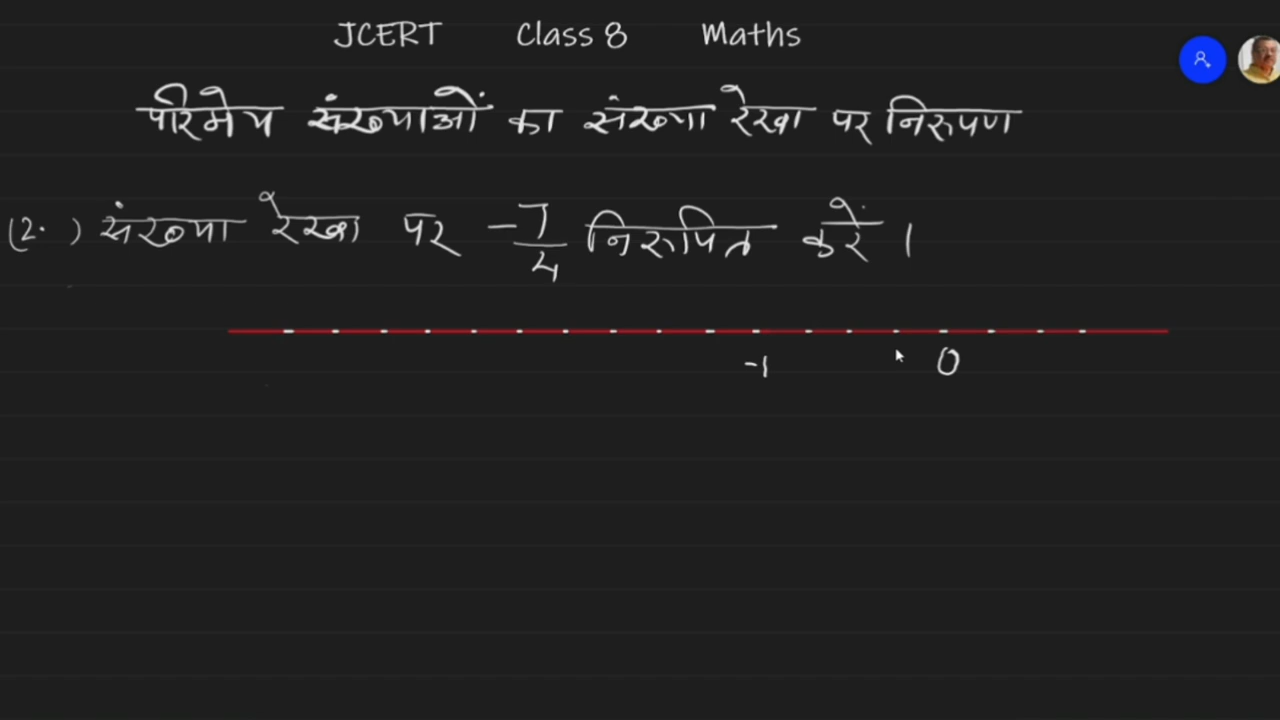 JCERT Class 8 Maths
परिमेय संख्याओं का संख्या रेखा पर निरुपण
(2.) संख्या रेखा पर -7/4 निरुपित करें ।
-1 0